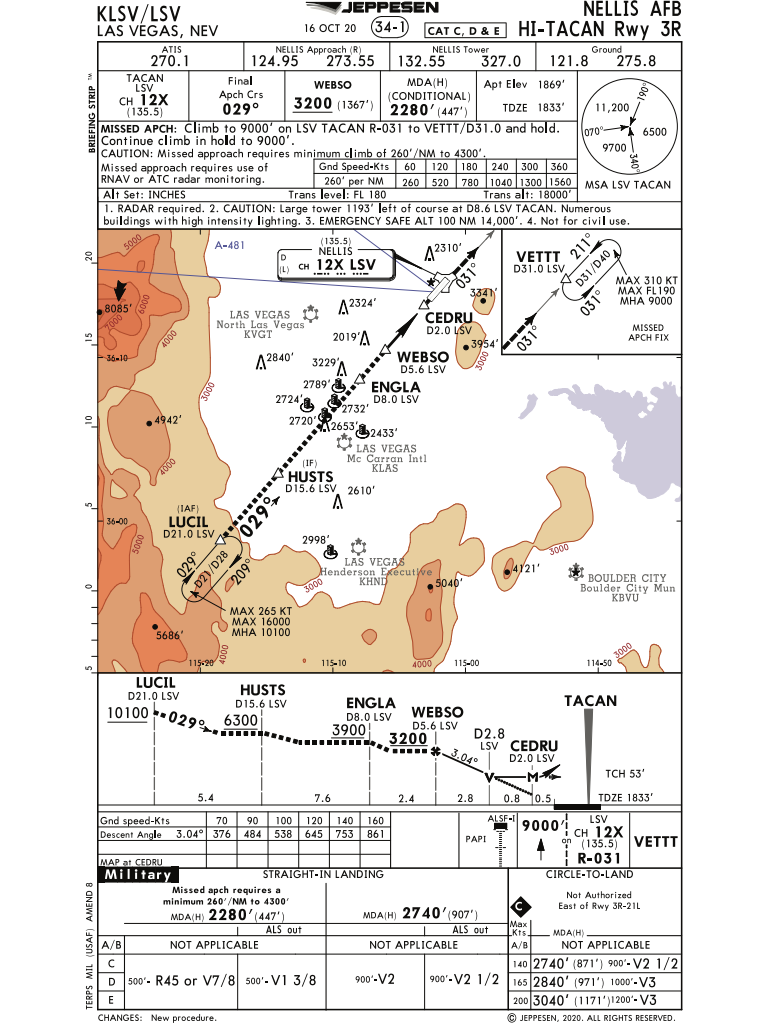 KLSV/LSV
LAS VEGAS, NEV
JEPPESEN
16 OCT 20
34-1
CAT C, D & E
NELLIS AFB
HI-TACAN Rwy 3R
ATIS
270.1
NELLIS Approach (R)
124.95 273.55
NELLIS Tower
132.55 327.0
Ground
121.8 275.8
BRIEFING STRIP TM
TACAN
LSV
CH 12X
(135.5)
Final
Apch Crs
029°
WEBSO
3200 (1367')
MDA(H)
(CONDITIONAL)
2280' (447')
Apt Elev 1869'
TDZE 1833'
MISSED APCH: Climb to 9000' on LSV TACAN R-031 to VETTT/D31.0 and hold.
Continue climb in hold to 9000'.
CAUTION: Missed approach requires minimum climb of 260'/NM to 4300'.
Missed approach requires use of
RNAV or ATC radar monitoring.
Gnd Speed-Kts 60 120 180 240 300 360
260' per NM 260 520 780 1040 1300 1560
Alt Set: INCHES Trans level: FL 180 Trans alt: 18000'
190°
11,200
070°
6500
9700
340°
MSA LSV TACAN
1. RADAR required. 2. CAUTION: Large tower 1193' left of course at D8.6 LSV TACAN. Numerous
buildings with high intensity lighting. 3. EMERGENCY SAFE ALT 100 NM 14,000'. 4. Not for civil use.
5000
A-481
(135.5)
NELLIS
D
(L) CH 12X LSV
2310'
031°
VETTT
D31.0 LSV
211°
D31/D40
031°
MAX 310 KT
MAX FL190
MHA 9000
031°
MISSED
APCH FIX
20
8085'
7000
6000
4000
LAS VEGAS
North Las Vegas
KVGT
2324'
3341'
CEDRU
D2.0 LSV
15
2019'
3954'
3000
36-10
2840'
WEBSO
D5.6 LSV
3229'
3000
2789'
ENGLA
D8.0 LSV
2724'
2732'
2720'
2653'
2433'
10
4942'
4000
LAS VEGAS
Mc Carran Intl
KLAS
(IF)
HUSTS
D15.6 LSV
2610'
5
36-00
(IAF)
LUCIL
D21.0 LSV
029°
5000
029°
D21/D28
209°
2998'
LAS VEGAS
Henderson Executive
KHND
3000
3000
4121'
5040'
BOULDER CITY
Boulder City Mun
KBVU
0
MAX 265 KT
MAX 16000
MHA 10100
5686'
4000
4000
3000
5
115-20
115-10
115-00
114-50
LUCIL
D21.0 LSV
10100
029°
HUSTS
D15.6 LSV
6300
ENGLA
D8.0 LSV
3900
WEBSO
D5.6 LSV
3200
3.04°
D2.8
LSV
V
CEDRU
D2.0 LSV
M
TACAN
TCH 53'
TDZE 1833'
5.4 7.6 2.4 2.8 0.8 0.5
Gnd speed-Kts 70 90 100 120 140 160
Descent Angle 3.04° 376 484 538 645 753 861
MAP at CEDRU
ALSF-I
PAPI
9000'
on
LSV
CH 12X
(135.5)
R-031
VETTT
Military
STRAIGHT-IN LANDING
CIRCLE-TO-LAND
Missed apch requires a
minimum 260'/NM to 4300'
MDA(H) 2280' (447')
MDA(H) 2740' (907')
C
Not Authorized
East of Rwy 3R-21L
ALS out
ALS out
Max
Kts
MDA(H)
A/B NOT APPLICABLE NOT APPLICABLE A/B NOT APPLICABLE
C
D
E
500'- R45 or V7/8
500'-V1 3/8
900'-V2
900'-V2 1/2
140 2740' (871') 900'-V2 1/2
165 2840' (971') 1000'-V3
200 3040' (1171')1200'-V3
TERPS MIL (USAF) AMEND 8
CHANGES: New procedure.
© JEPPESEN, 2020. ALL RIGHTS RESERVED.